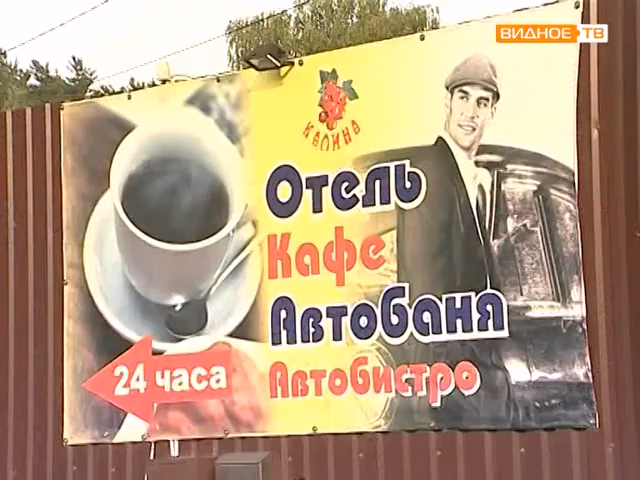 ВИДНОЕ ТВ
Калина
Отель
Кафе
Автобаня
Автобистро
24 часа